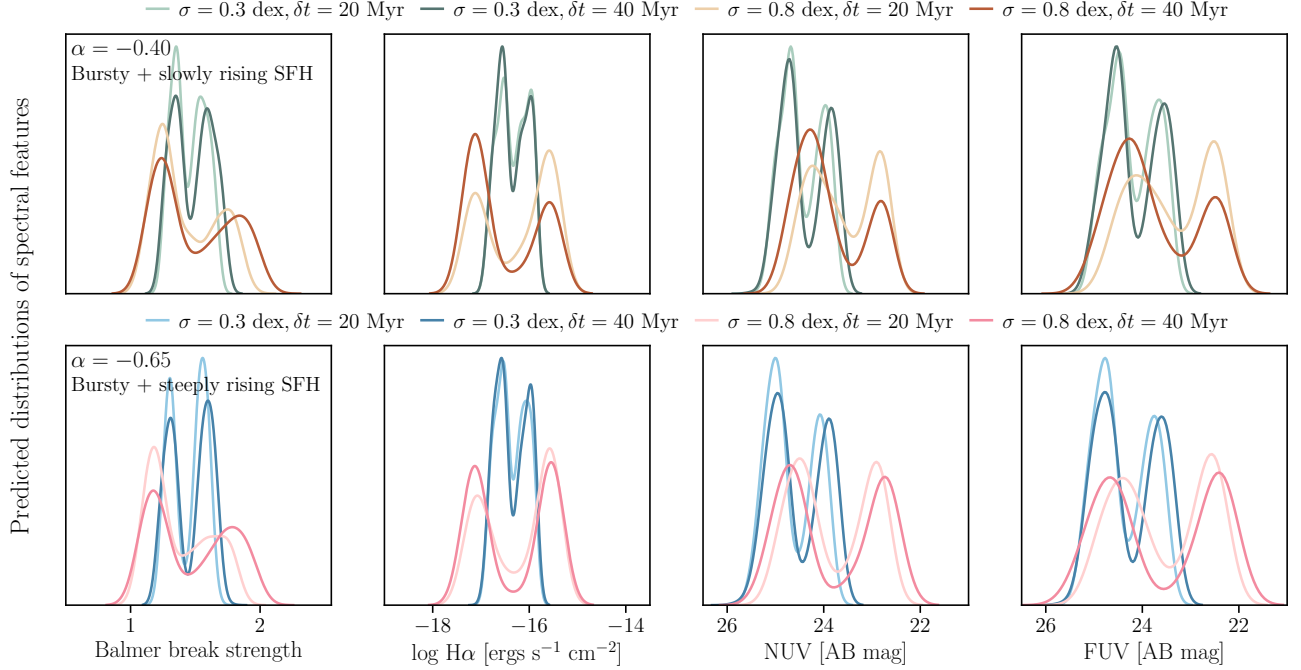 σ = 0.3 dex, δt = 20 Myr σ = 0.3 dex, δt = 40 Myr σ = 0.8 dex, δt = 20 Myr σ = 0.8 dex, δt = 40 Myr
α = −0.40
Bursty + slowly rising SFH
Predicted distributions of spectral features
σ = 0.3 dex, δt = 20 Myr σ = 0.3 dex, δt = 40 Myr σ = 0.8 dex, δt = 20 Myr σ = 0.8 dex, δt = 40 Myr
α = −0.65
Bursty + steeply rising SFH
1 2 −18 −16 −14 26 24 22 26 24 22
Balmer break strength log Hα [ergs s⁻¹ cm⁻²] NUV [AB mag] FUV [AB mag]